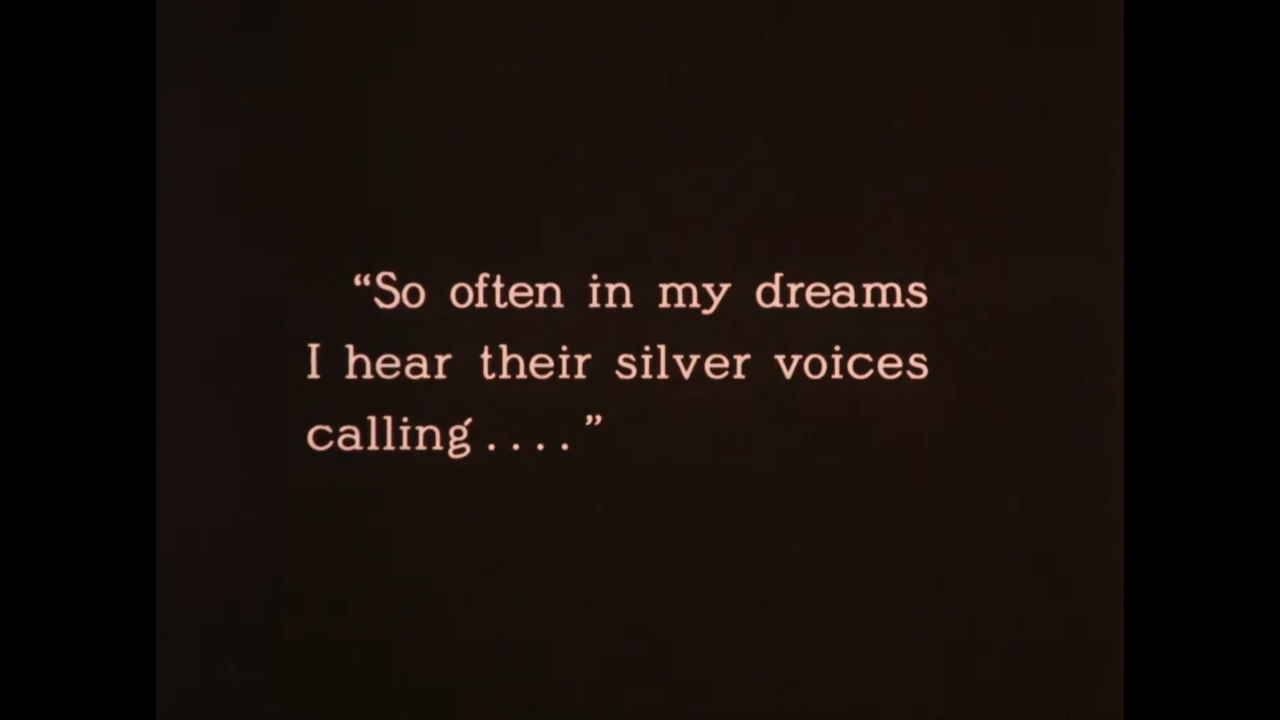 “So often in my dreams
I hear their silver voices
calling....”